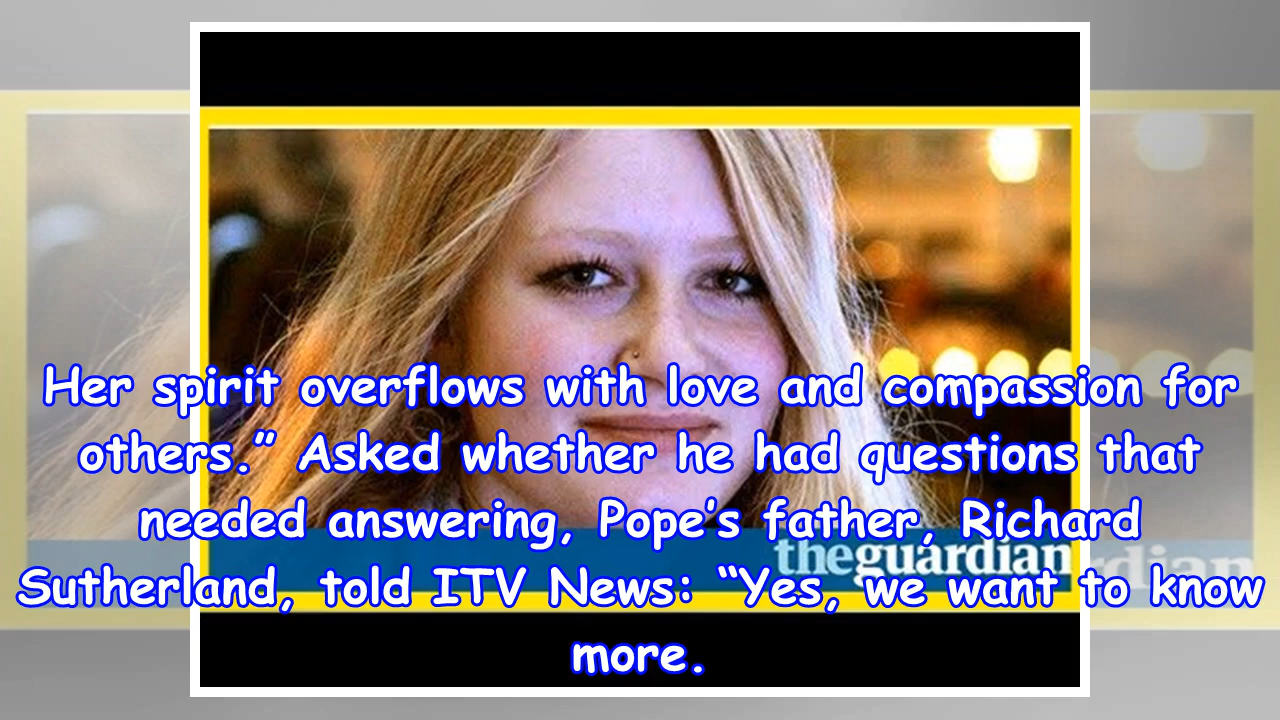 Her spirit overflows with love and compassion for
others.” Asked whether he had questions that
needed answering, Pope’s father, Richard
Sutherland, told ITV News: “Yes, we want to know
more.
theguardian
rdian